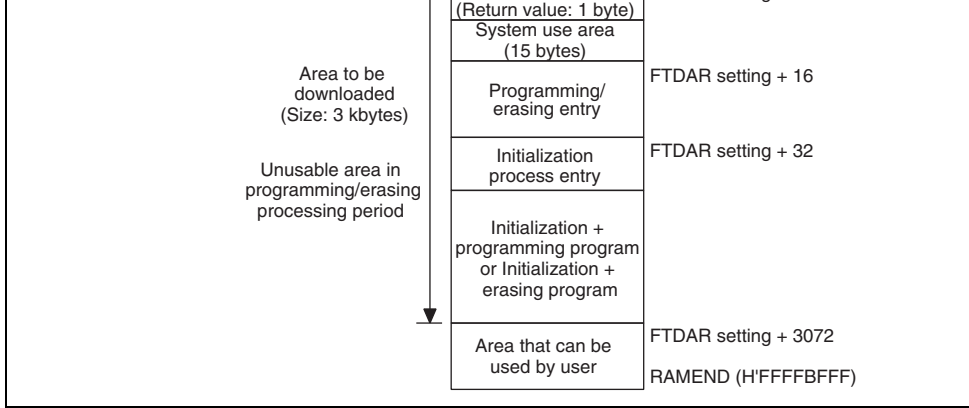 (Return value: 1 byte)
System use area
(15 bytes)
Area to be
downloaded
(Size: 3 kbytes)
FTDAR setting + 16
Programming/
erasing entry
FTDAR setting + 32
Initialization
process entry
Unusable area in
programming/erasing
processing period
Initialization +
programming program
or Initialization +
erasing program
FTDAR setting + 3072
Area that can be
used by user
RAMEND (H'FFFFBFFF)